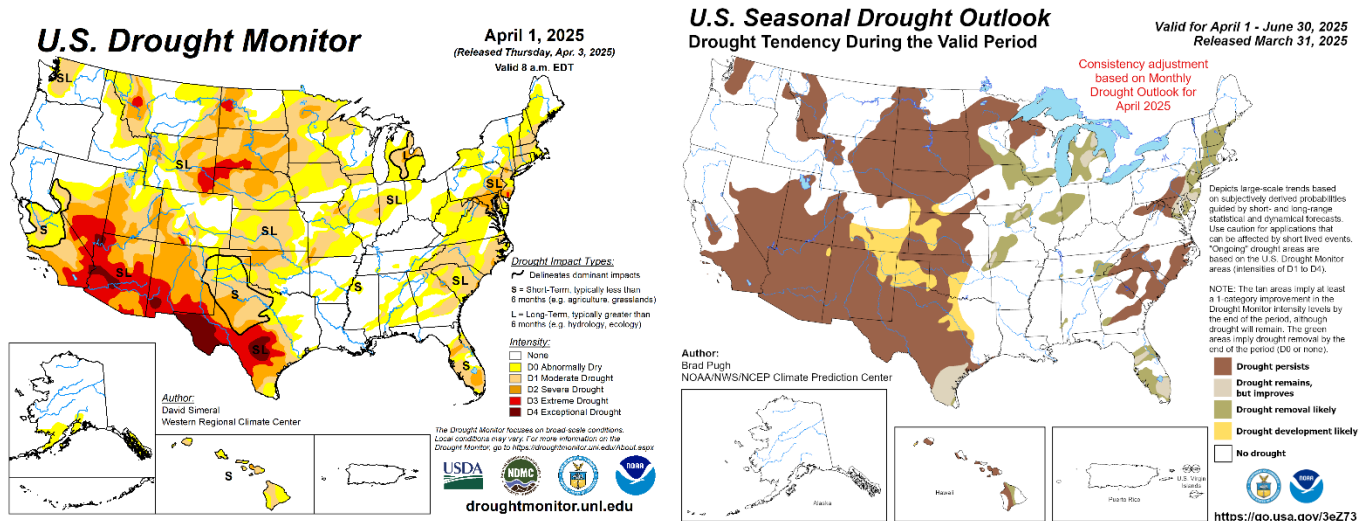 U.S. Drought Monitor
April 1, 2025
(Released Thursday, Apr. 3, 2025)
Valid 8 a.m. EDT
SL
SL
S
SL
SL
S
SL
SL
L
SL
SL
S
SL
S
S
Drought Impact Types:
Delineates dominant impacts
S = Short-Term, typically less than
6 months (e.g. agriculture, grasslands)
L = Long-Term, typically greater than
6 months (e.g. hydrology, ecology)
Intensity:
None
D0 Abnormally Dry
D1 Moderate Drought
D2 Severe Drought
D3 Extreme Drought
D4 Exceptional Drought
Author:
David Simeral
Western Regional Climate Center
The Drought Monitor focuses on broad-scale conditions.
Local conditions may vary. For more information on the
Drought Monitor, go to https://droughtmonitor.unl.edu/About.aspx
USDA
NDMC
NOAA
droughtmonitor.unl.edu
U.S. Seasonal Drought Outlook
Drought Tendency During the Valid Period
Valid for April 1 - June 30, 2025
Released March 31, 2025
Consistency adjustment
based on Monthly
Drought Outlook for
April 2025
Depicts large-scale trends based
on subjectively derived probabilities
guided by short- and long-range
statistical and dynamical forecasts.
Use caution for applications that
can be affected by short lived events.
"Ongoing" drought areas are
based on the U.S. Drought Monitor
areas (intensities of D1 to D4).
NOTE: The tan areas imply at least
a 1-category improvement in the
Drought Monitor intensity levels by
the end of the period, although
drought will remain. The green
areas imply drought removal by the
end of the period (D0 or none).
Author:
Brad Pugh
NOAA/NWS/NCEP Climate Prediction Center
Drought persists
Drought remains,
but improves
Drought removal likely
Drought development likely
No drought
Alaska
Hawaii
Puerto Rico
U.S. Virgin
Islands
NOAA
https://go.usa.gov/3eZ73